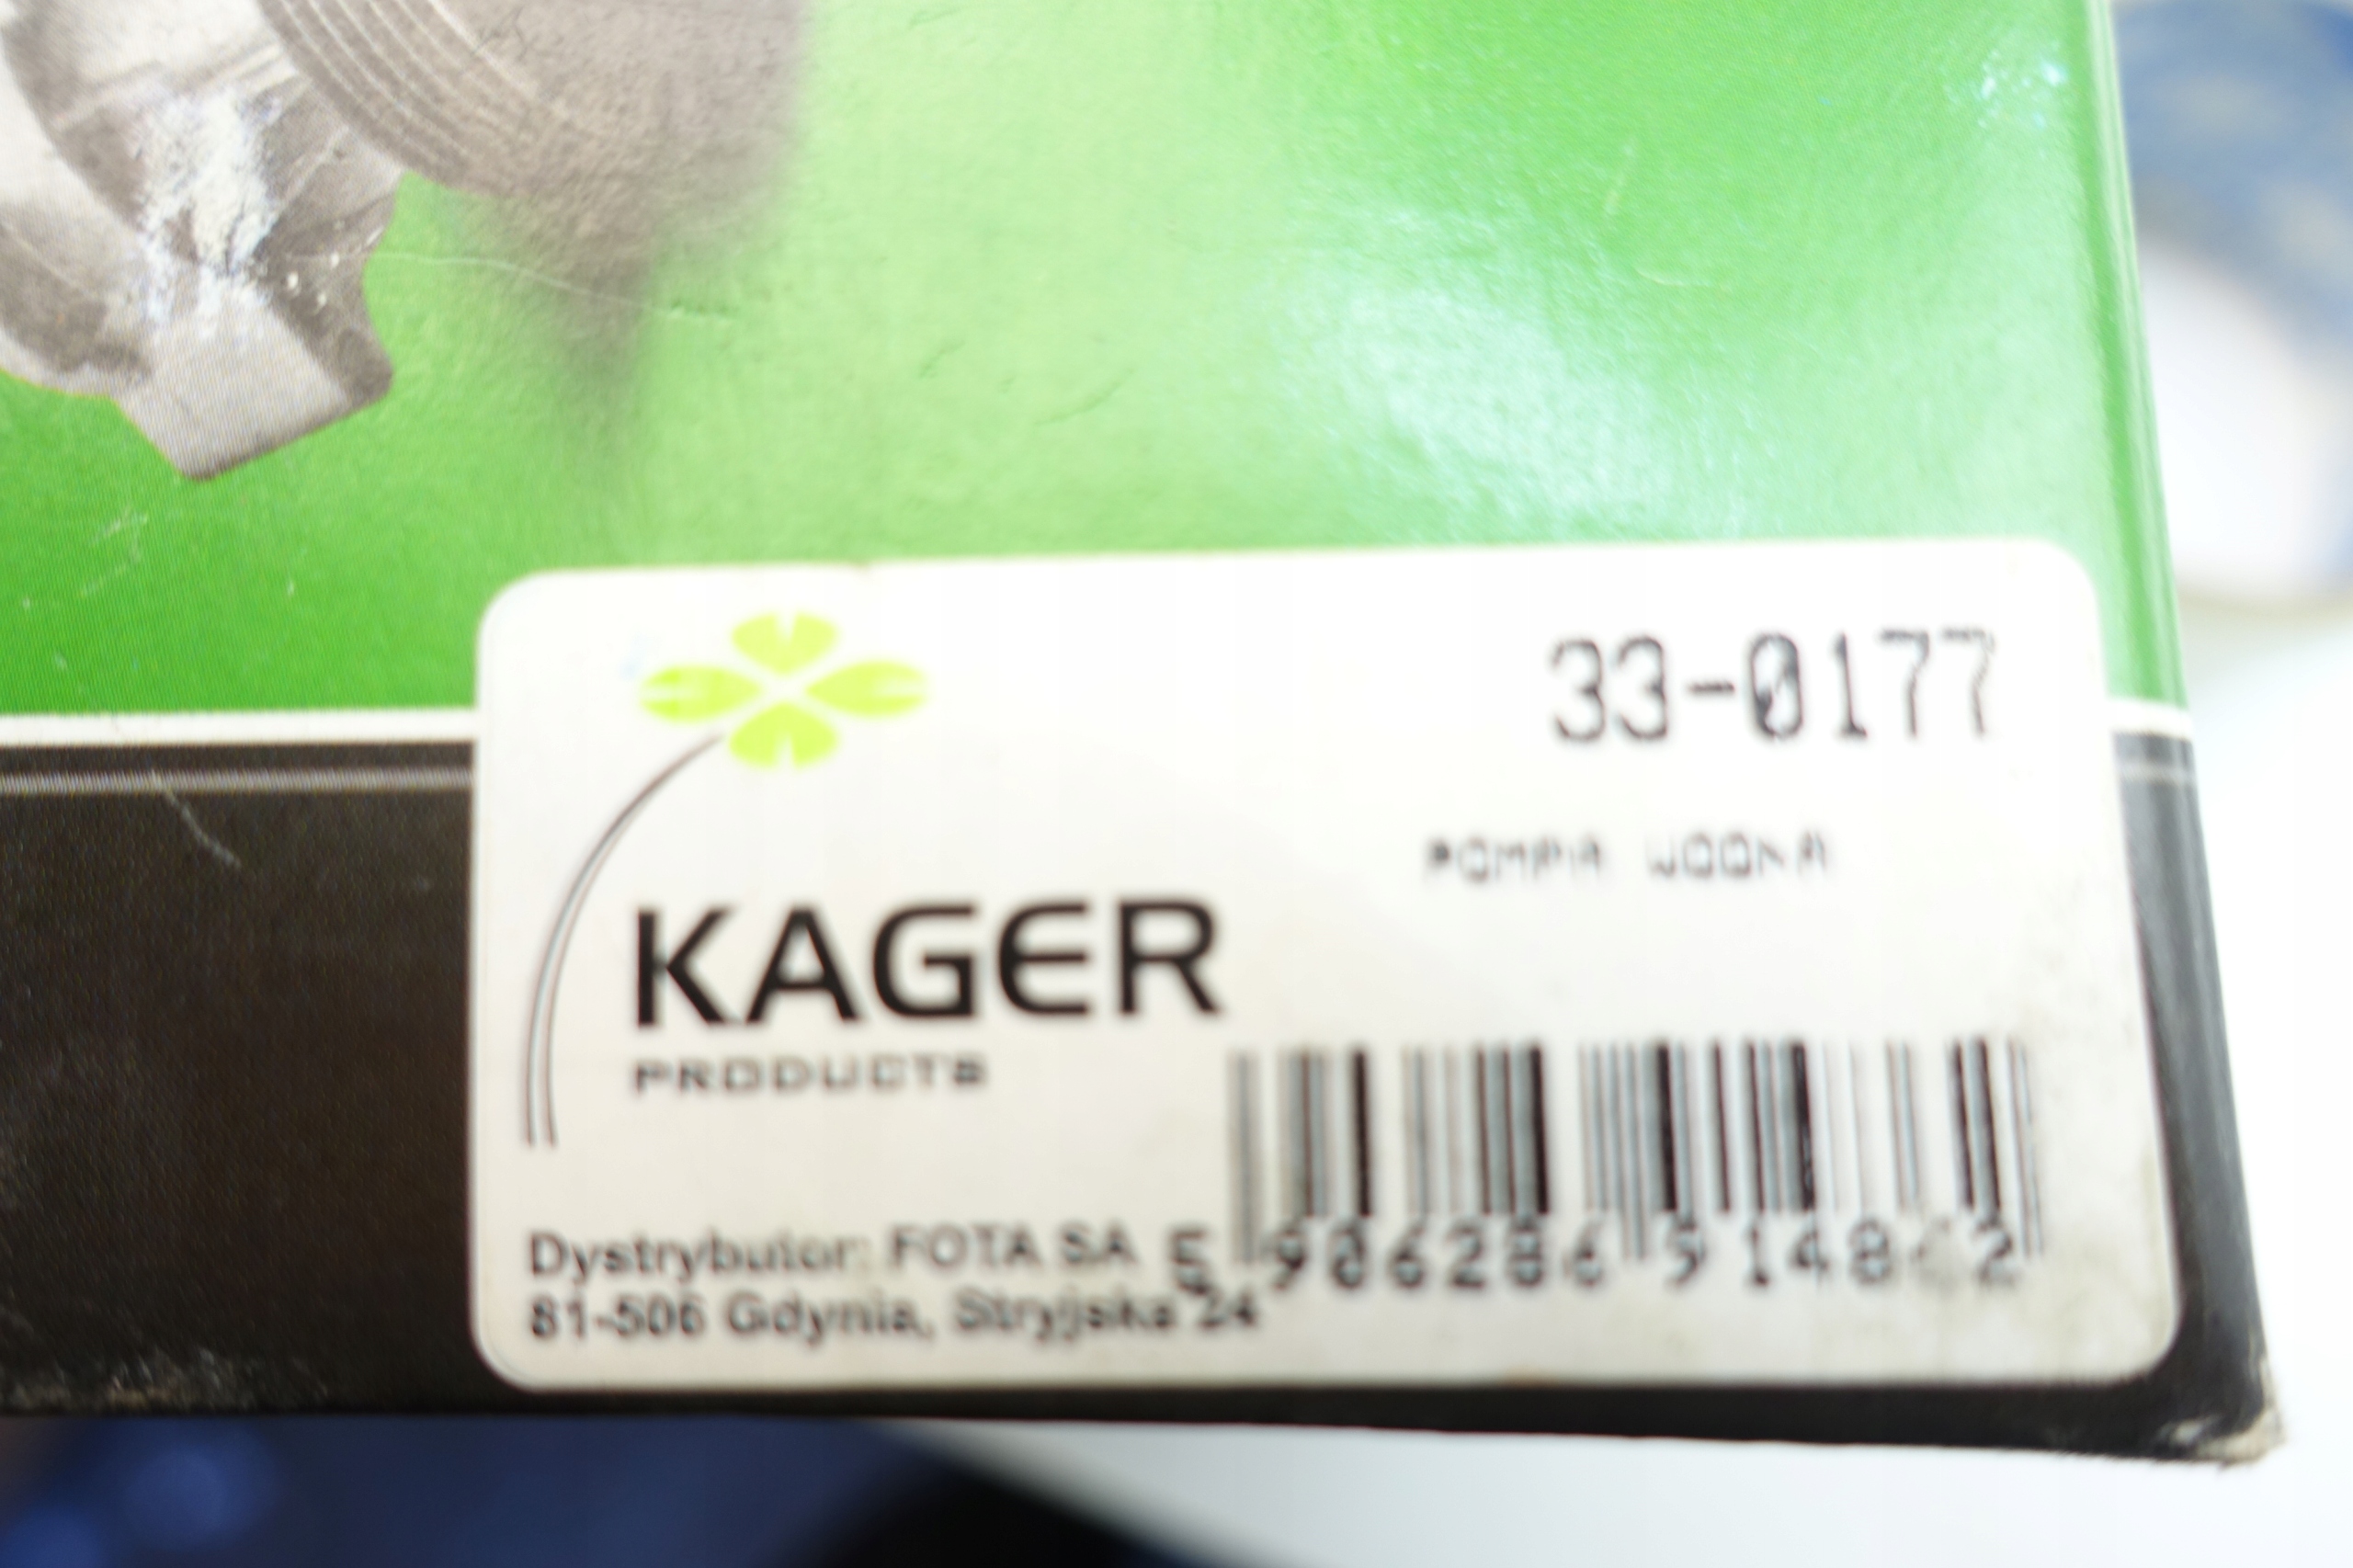 33-0177
POMPA WODNA
KAGER
PRODUCTS
Dystrybutor: FOTA SA
81-506 Gdynia, Stryjska 24